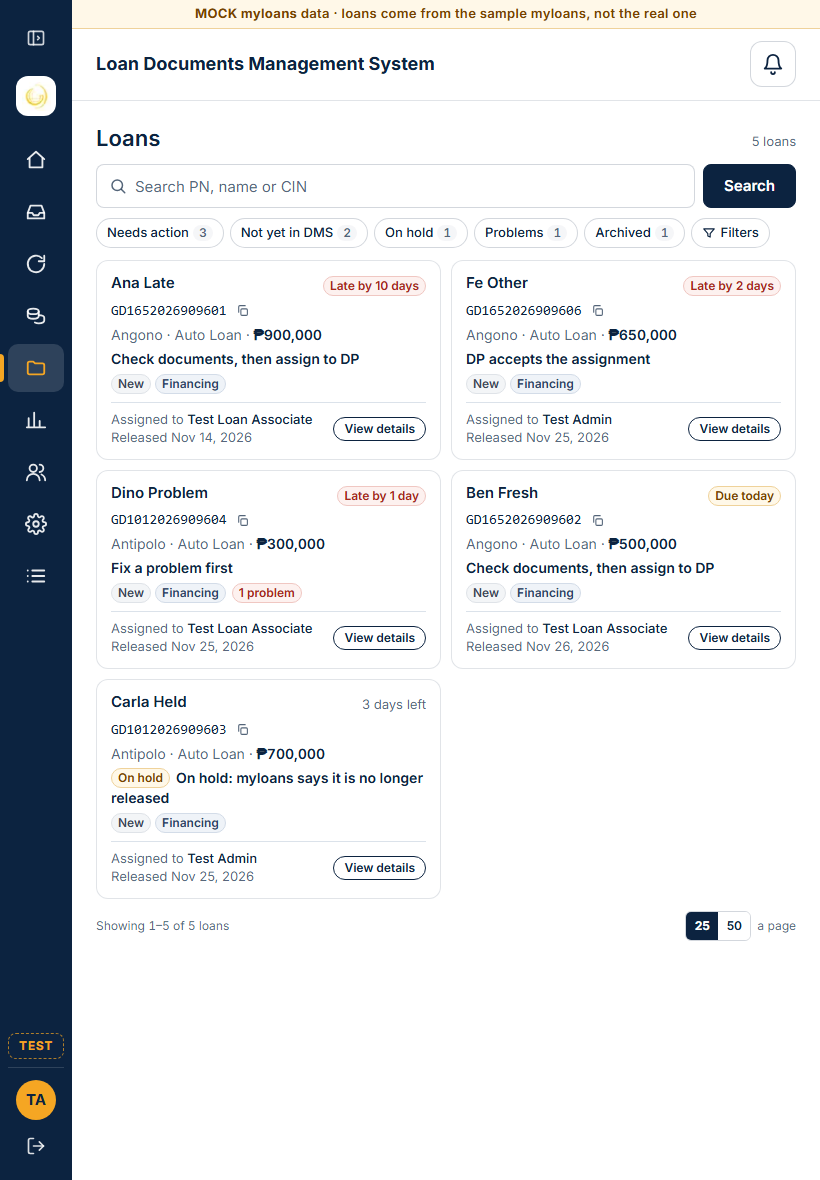 MOCK myloans data · loans come from the sample myloans, not the real one
Loan Documents Management System
Loans
5 loans
Search PN, name or CIN
Search
Needs action 3
Not yet in DMS 2
On hold 1
Problems 1
Archived 1
Filters
Ana Late
Late by 10 days
GD1652026909601
Angono · Auto Loan · ₱900,000
Check documents, then assign to DP
New
Financing
Assigned to Test Loan Associate
Released Nov 14, 2026
View details
Fe Other
Late by 2 days
GD1652026909606
Angono · Auto Loan · ₱650,000
DP accepts the assignment
New
Financing
Assigned to Test Admin
Released Nov 25, 2026
View details
Dino Problem
Late by 1 day
GD1012026909604
Antipolo · Auto Loan · ₱300,000
Fix a problem first
New
Financing
1 problem
Assigned to Test Loan Associate
Released Nov 25, 2026
View details
Ben Fresh
Due today
GD1652026909602
Angono · Auto Loan · ₱500,000
Check documents, then assign to DP
New
Financing
Assigned to Test Loan Associate
Released Nov 26, 2026
View details
Carla Held
3 days left
GD1012026909603
Antipolo · Auto Loan · ₱700,000
On hold On hold: myloans says it is no longer
released
New
Financing
Assigned to Test Admin
Released Nov 25, 2026
View details
Showing 1–5 of 5 loans
25 50 a page
TEST
TA